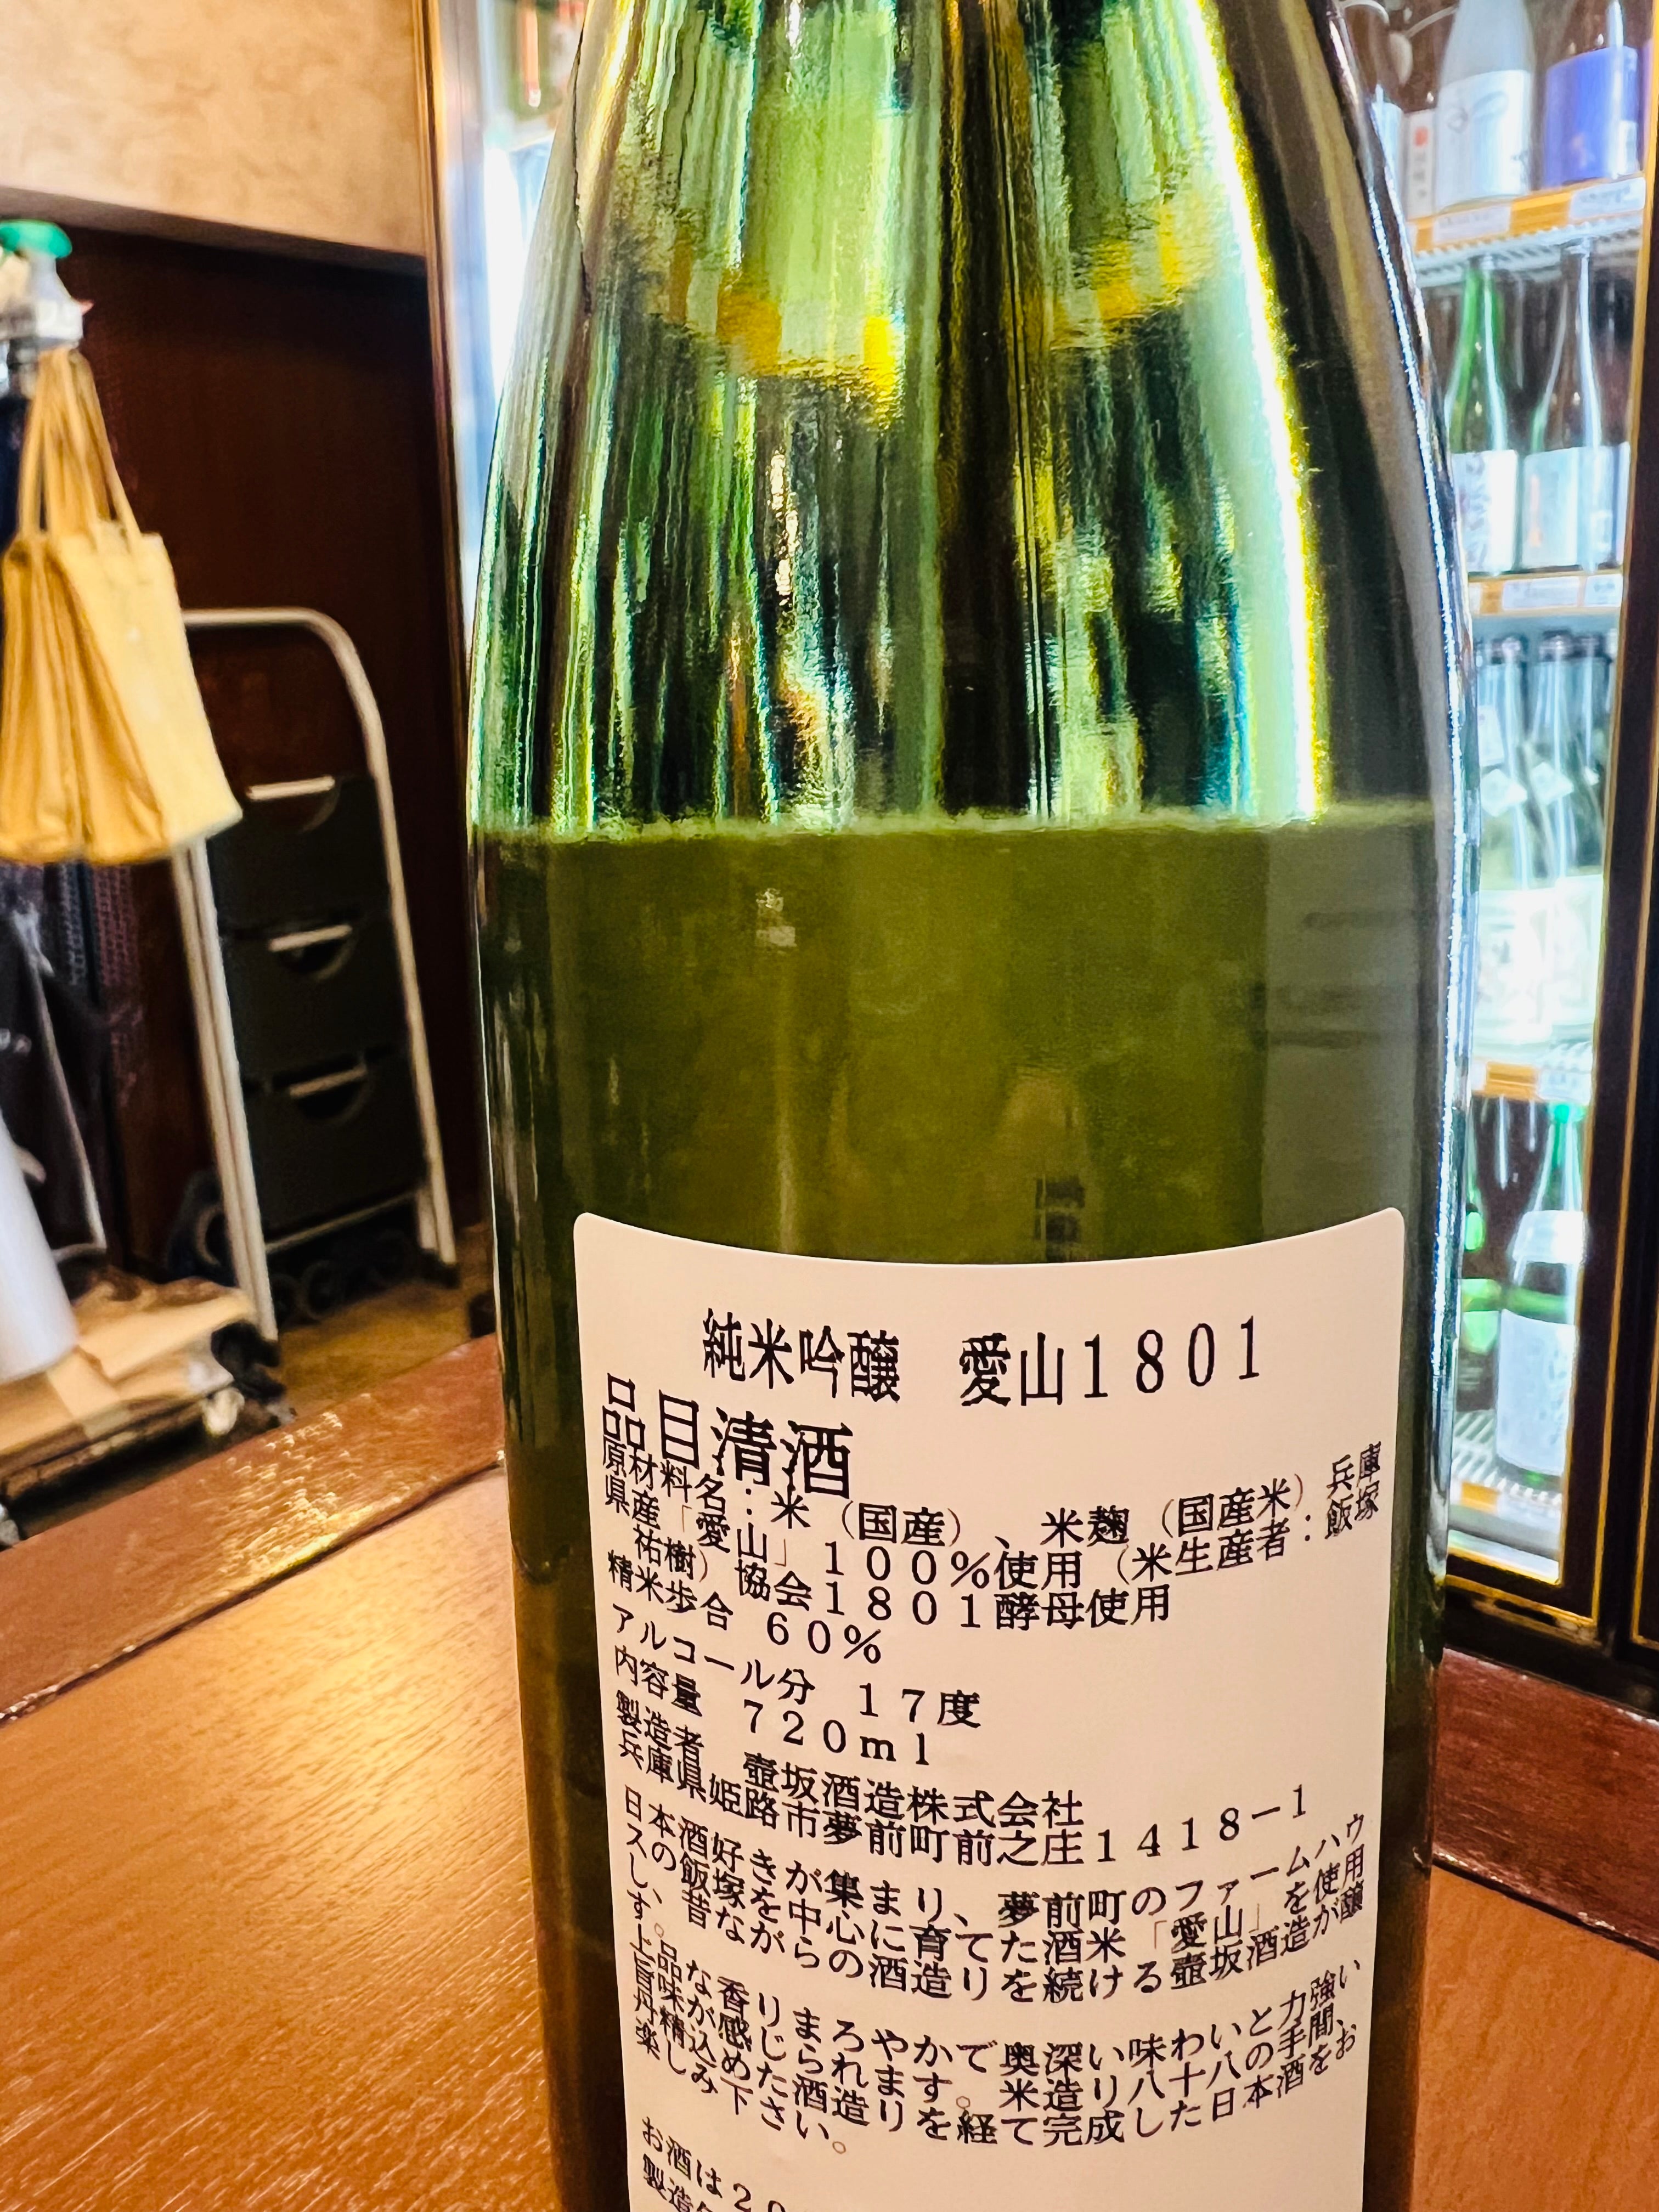 純米吟醸　愛山1801
品目清酒
原材料名：米（国産）、米麹（国産米）兵庫
県産「愛山」100%使用（米生産者：飯塚
祐樹）協会1801酵母使用
精米歩合　60%
アルコール分　17度
内容量　720ml
製造者　壺坂酒造株式会社
兵庫県姫路市夢前町前之庄1418-1
日本酒好きが集まり、夢前町のファームハウ
スの飯塚を中心に育てた酒米「愛山」を使用
し、昔ながらの酒造りを続ける壺坂酒造が醸
す。
上品な香りまろやかで奥深い味わいと力強い
旨味が感じられます。米造り八十八の手間、
丹精込めた酒造りを経て完成した日本酒をお
楽しみ下さい。
お酒は20